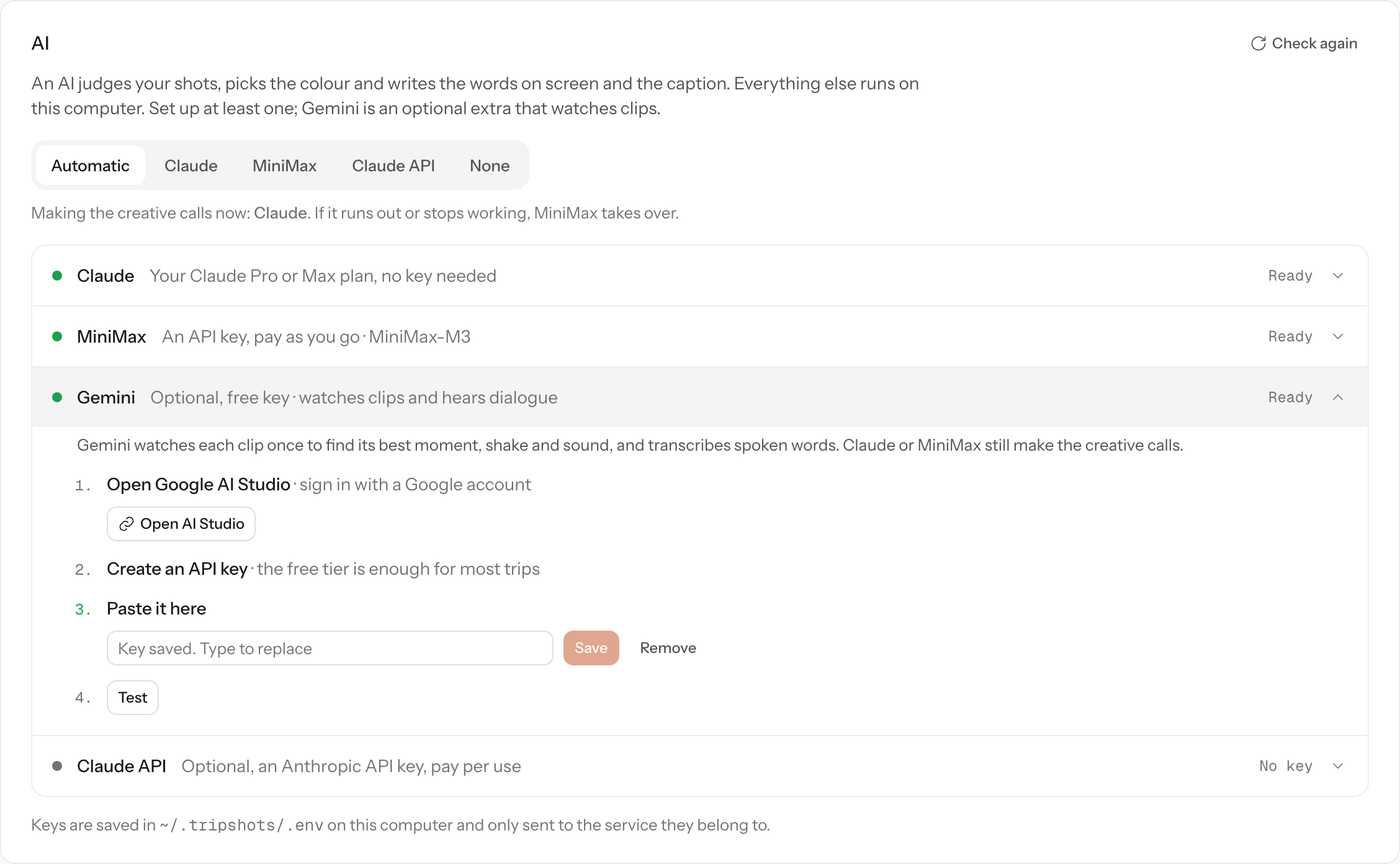 AI
Check again
An AI judges your shots, picks the colour and writes the words on screen and the caption. Everything else runs on
this computer. Set up at least one; Gemini is an optional extra that watches clips.
Automatic Claude MiniMax Claude API None
Making the creative calls now: Claude. If it runs out or stops working, MiniMax takes over.
Claude Your Claude Pro or Max plan, no key needed Ready
MiniMax An API key, pay as you go · MiniMax-M3 Ready
Gemini Optional, free key · watches clips and hears dialogue Ready
Gemini watches each clip once to find its best moment, shake and sound, and transcribes spoken words. Claude or MiniMax still make the creative calls.
1. Open Google AI Studio · sign in with a Google account
Open AI Studio
2. Create an API key · the free tier is enough for most trips
3. Paste it here
Key saved. Type to replace Save Remove
4. Test
Claude API Optional, an Anthropic API key, pay per use No key
Keys are saved in ~/.tripshots/.env on this computer and only sent to the service they belong to.